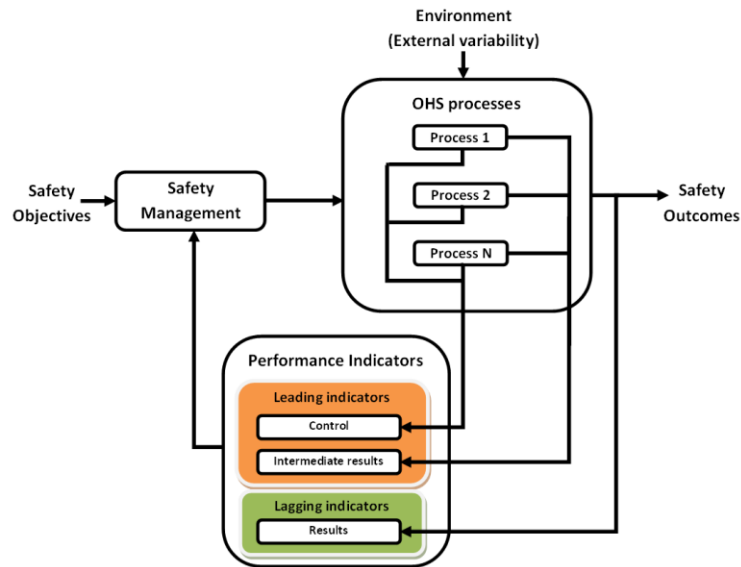 Environment
(External variability)
OHS processes
Process 1
Process 2
Process N
Safety
Objectives
Safety
Management
Safety
Outcomes
Performance Indicators
Leading indicators
Control
Intermediate results
Lagging indicators
Results